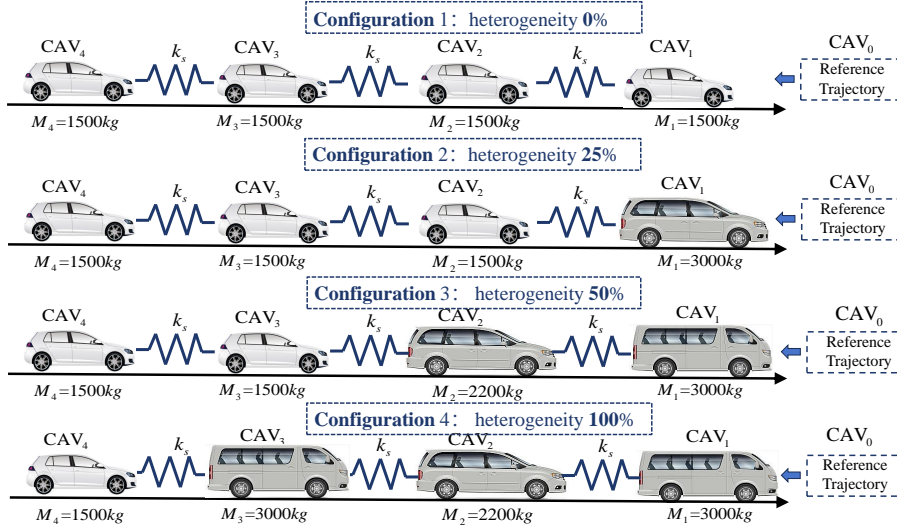 Configuration 1： heterogeneity 0%
CAV₄ kₛ CAV₃ kₛ CAV₂ kₛ CAV₁ CAV₀
Reference
Trajectory
M₄=1500kg M₃=1500kg M₂=1500kg M₁=1500kg
Configuration 2： heterogeneity 25%
CAV₄ kₛ CAV₃ kₛ CAV₂ kₛ CAV₁ CAV₀
Reference
Trajectory
M₄=1500kg M₃=1500kg M₂=1500kg M₁=3000kg
Configuration 3： heterogeneity 50%
CAV₄ kₛ CAV₃ kₛ CAV₂ kₛ CAV₁ CAV₀
Reference
Trajectory
M₄=1500kg M₃=1500kg M₂=2200kg M₁=3000kg
Configuration 4： heterogeneity 100%
CAV₄ kₛ CAV₃ kₛ CAV₂ kₛ CAV₁ CAV₀
Reference
Trajectory
M₄=1500kg M₃=3000kg M₂=2200kg M₁=3000kg